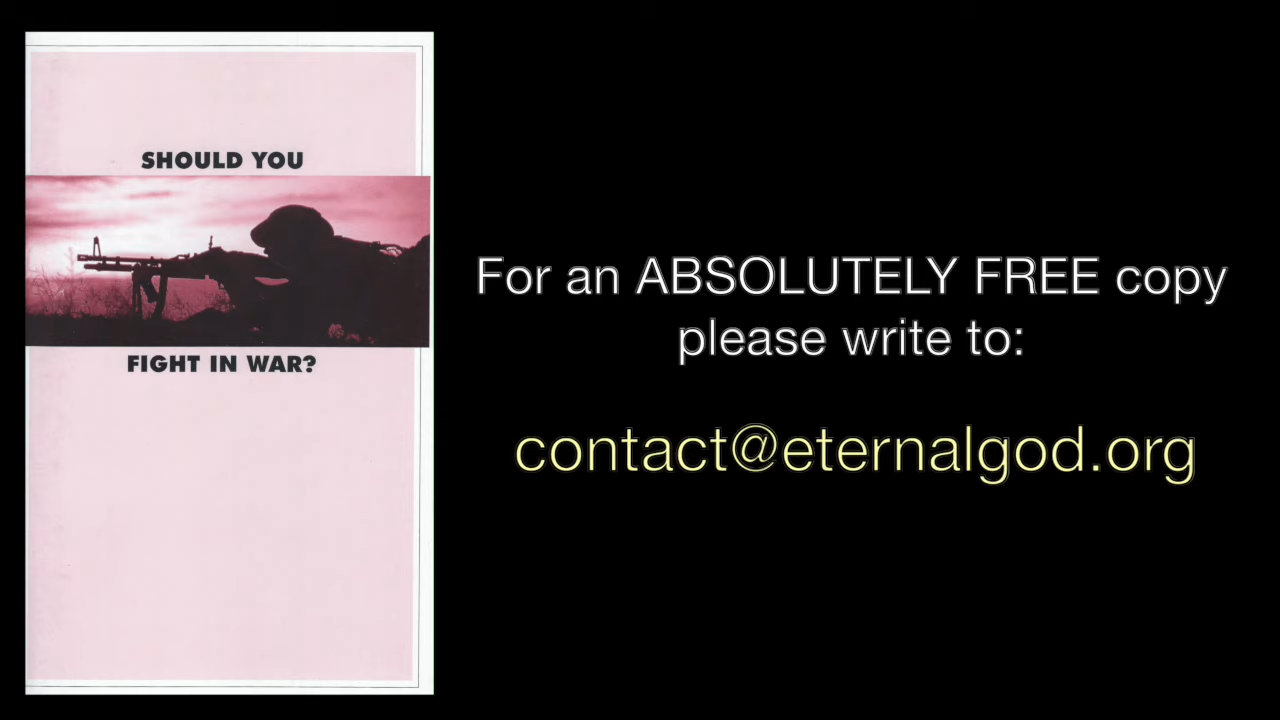 SHOULD YOU
FIGHT IN WAR?
For an ABSOLUTELY FREE copy
please write to:
contact@eternalgod.org